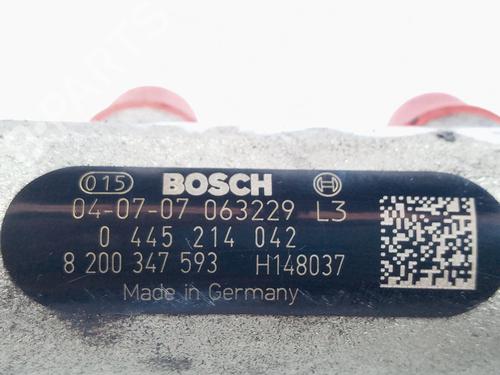 015 BOSCH
04-07-07 063229 L3
0 445 214 042
8 200 347 593 H148037
Made in Germany